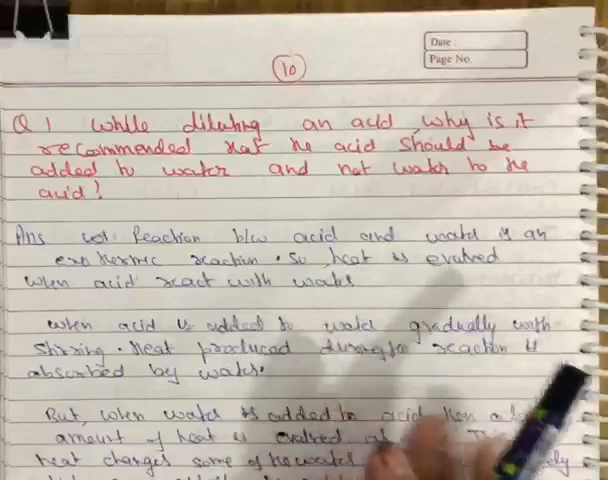 Date :
Page No.
10
Q 1 while diluting an acid, why is it
recommended that the acid should be
added to water and not water to the
acid?
Ans Reaction b/w acid and water is an
exothermic reaction. So, heat is evolved
when acid react with water
when acid is added to water gradually with
stirring. Heat produced during the reaction is
absorbed by water.
But, when water is added to acid then a
amount of heat is evolved
heat changes some of the water